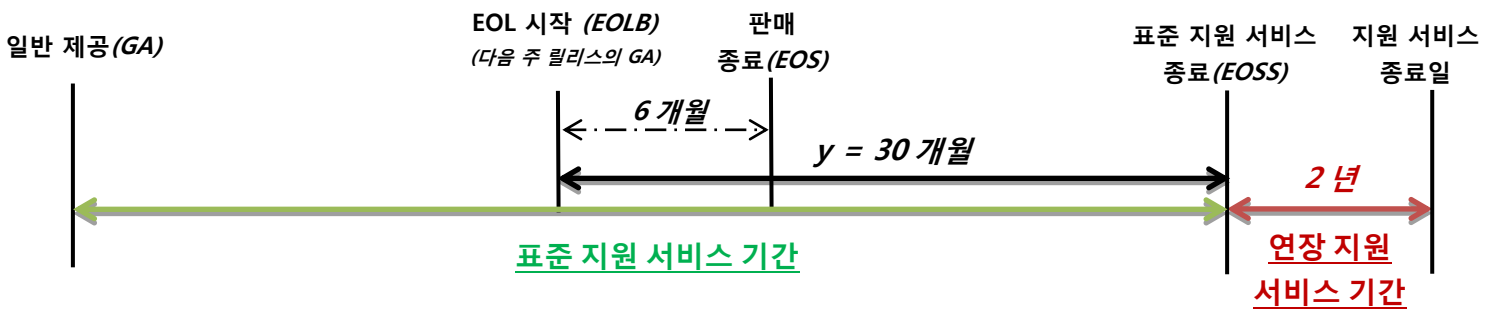 일반 제공(GA)
EOL 시작 (EOLB)
(다음 주 릴리스의 GA)
판매
종료(EOS)
표준 지원 서비스
종료(EOSS)
지원 서비스
종료일
6 개월
y = 30 개월
2 년
표준 지원 서비스 기간
연장 지원
서비스 기간